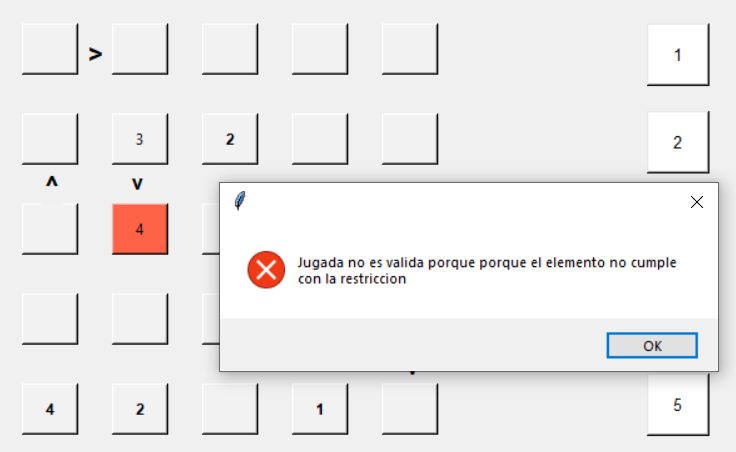 > 1
3 2 2
^ v
4
Jugada no es valida porque porque el elemento no cumple
con la restriccion
OK
4 2 1 5